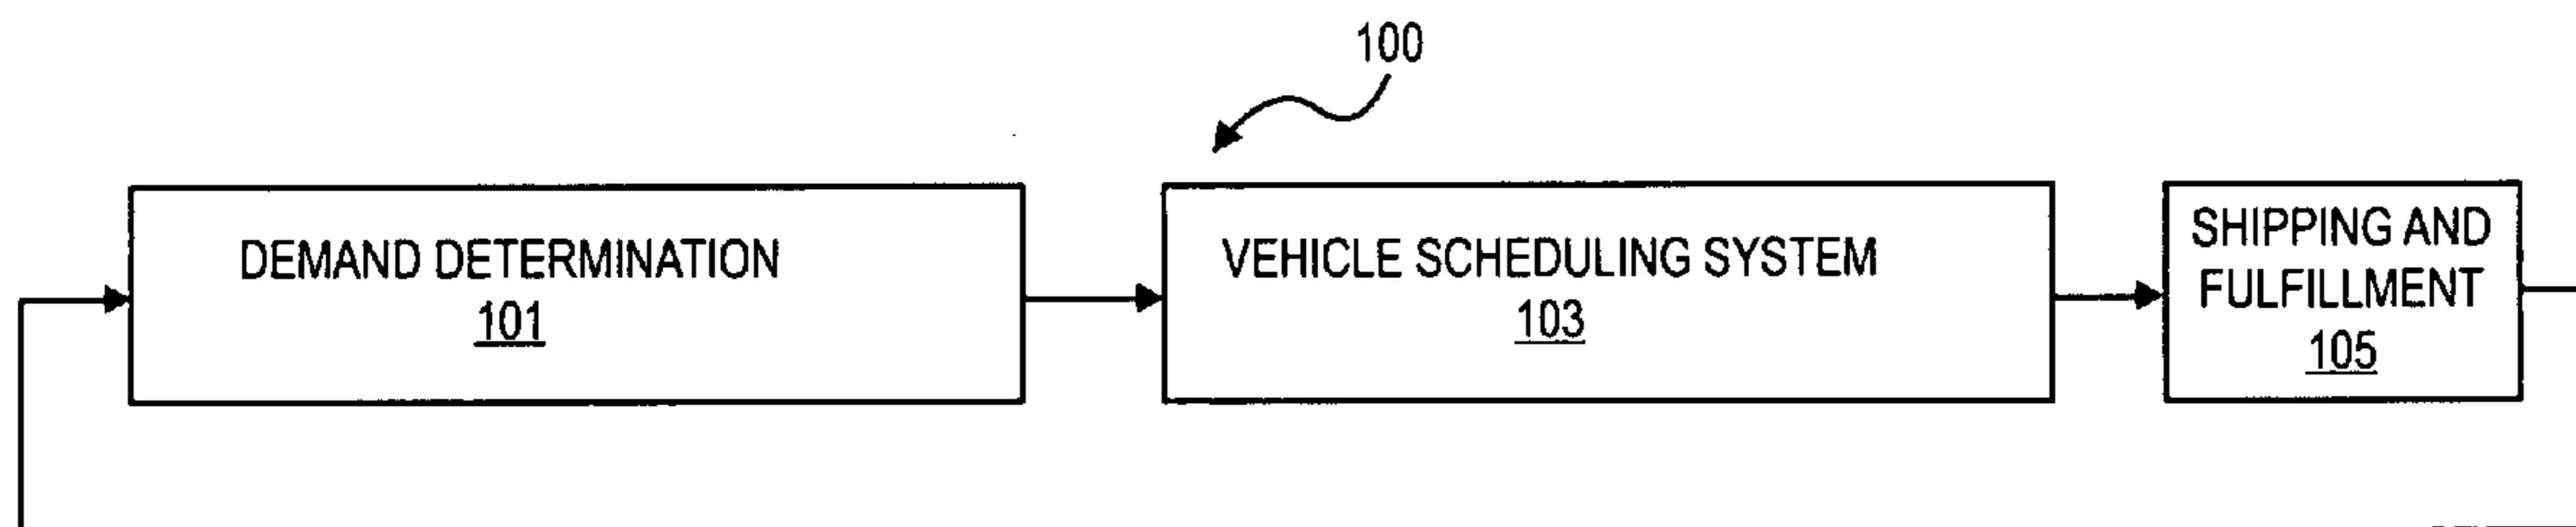 100
DEMAND DETERMINATION
101
VEHICLE SCHEDULING SYSTEM
103
SHIPPING AND
FULFILLMENT
105